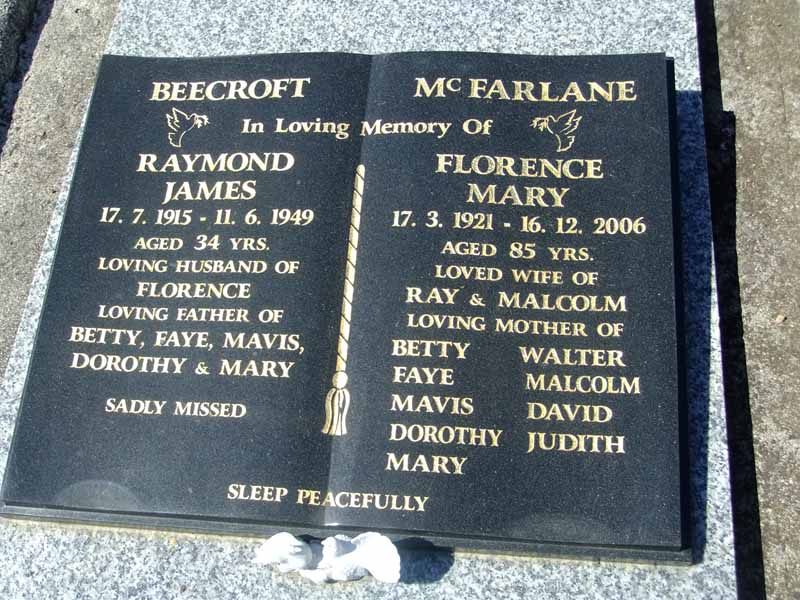 BEECROFT
McFARLANE
In Loving Memory Of
RAYMOND
JAMES
17. 7. 1915 - 11. 6. 1949
AGED 34 YRS.
LOVING HUSBAND OF
FLORENCE
LOVING FATHER OF
BETTY, FAYE, MAVIS,
DOROTHY & MARY
SADLY MISSED
FLORENCE
MARY
17. 3. 1921 - 16. 12. 2006
AGED 85 YRS.
LOVED WIFE OF
RAY & MALCOLM
LOVING MOTHER OF
BETTY WALTER
FAYE MALCOLM
MAVIS DAVID
DOROTHY JUDITH
MARY
SLEEP PEACEFULLY